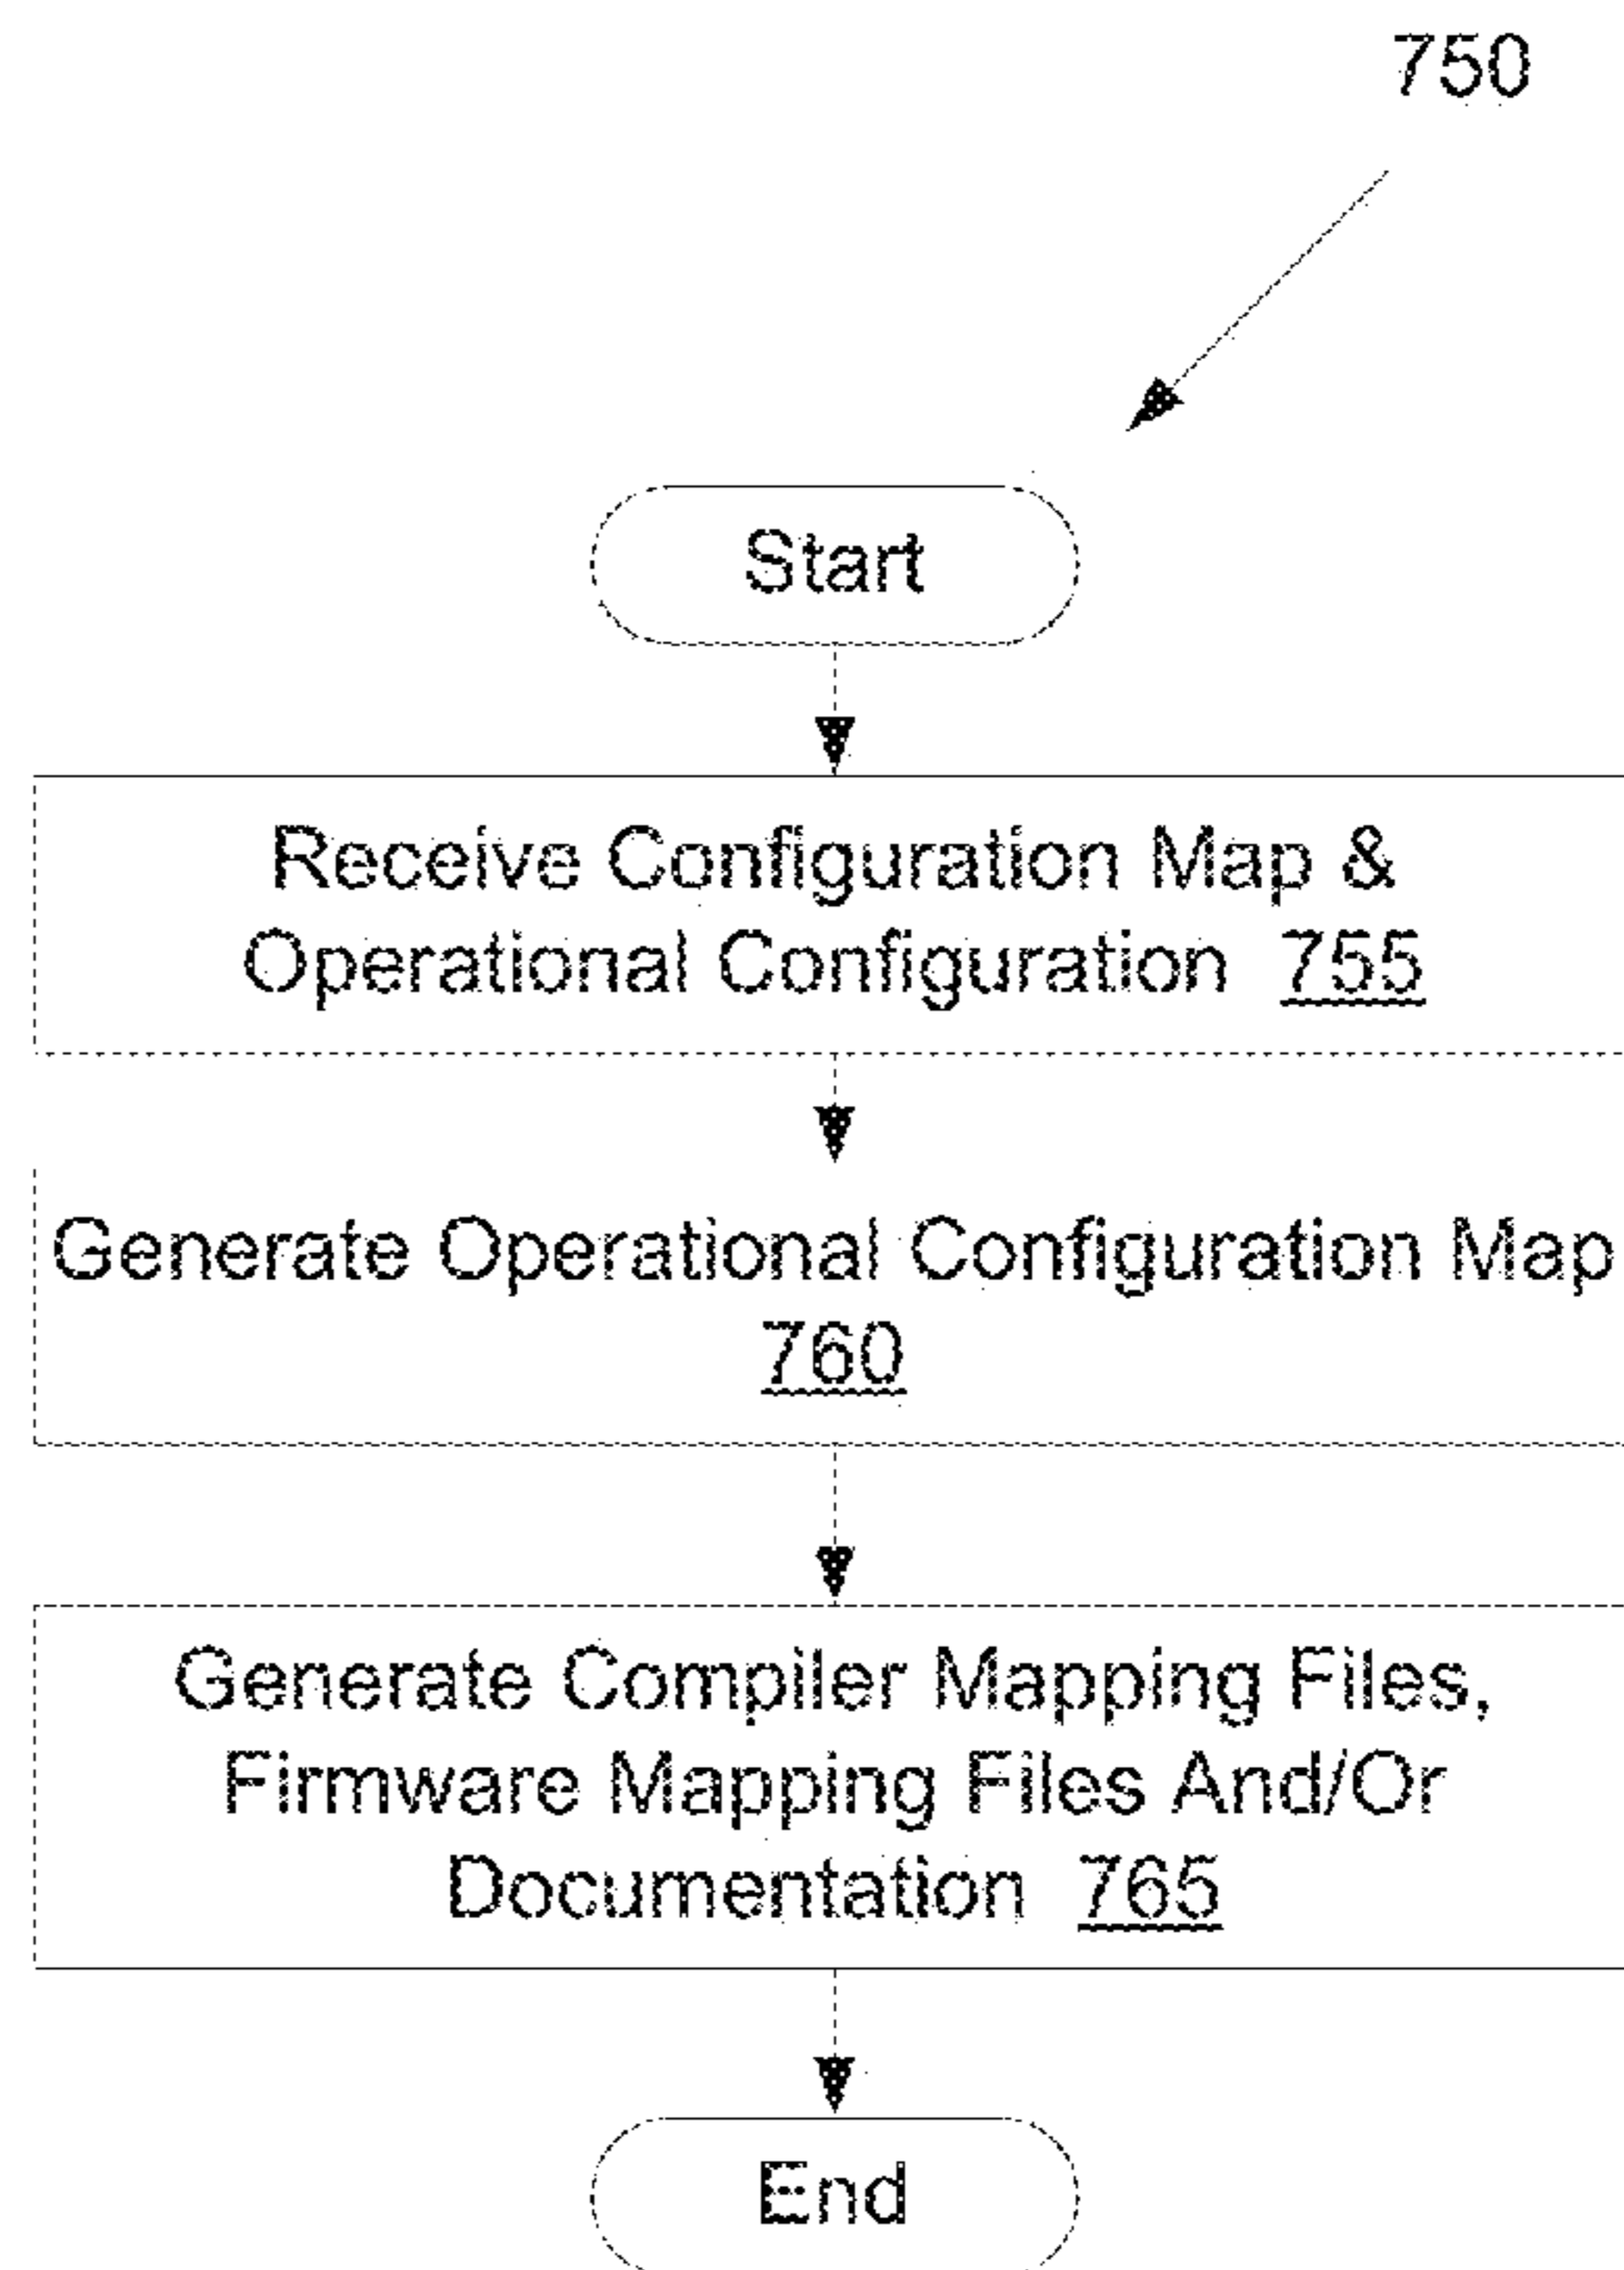 750
Start
Receive Configuration Map &
Operational Configuration 755
Generate Operational Configuration Map
760
Generate Compiler Mapping Files,
Firmware Mapping Files And/Or
Documentation 765
End